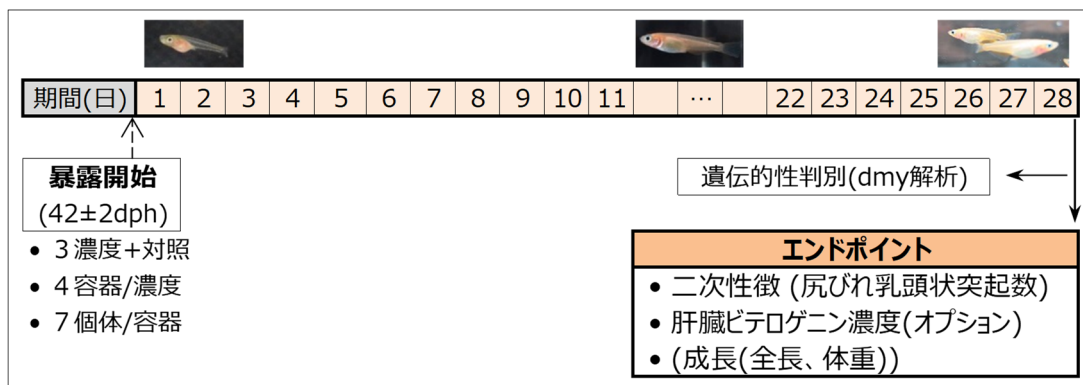 期間(日) 1 2 3 4 5 6 7 8 9 10 11 … 22 23 24 25 26 27 28
暴露開始
(42±2dph)
• 3濃度+対照
• 4容器/濃度
• 7個体/容器
遺伝的性判別(dmy解析)
エンドポイント
• 二次性徴 (尻びれ乳頭状突起数)
• 肝臓ビテロゲニン濃度(オプション)
• (成長(全長、体重))